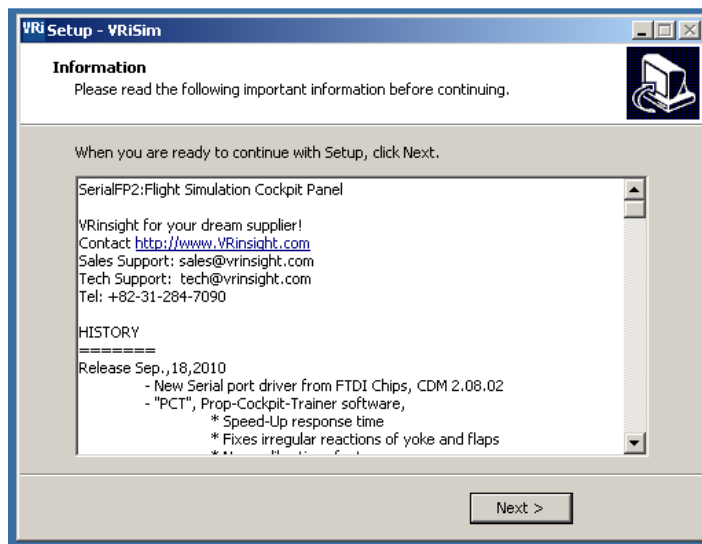 VRi Setup - VRiSim
Information
Please read the following important information before continuing.
When you are ready to continue with Setup, click Next.
SerialFP2:Flight Simulation Cockpit Panel
VRinsight for your dream supplier!
Contact http://www.VRinsight.com
Sales Support: sales@vrinsight.com
Tech Support:  tech@vrinsight.com
Tel: +82-31-284-7090
HISTORY
=======
Release Sep.,18,2010
- New Serial port driver from FTDI Chips, CDM 2.08.02
- "PCT", Prop-Cockpit-Trainer software,
* Speed-Up response time
* Fixes irregular reactions of yoke and flaps
Next >